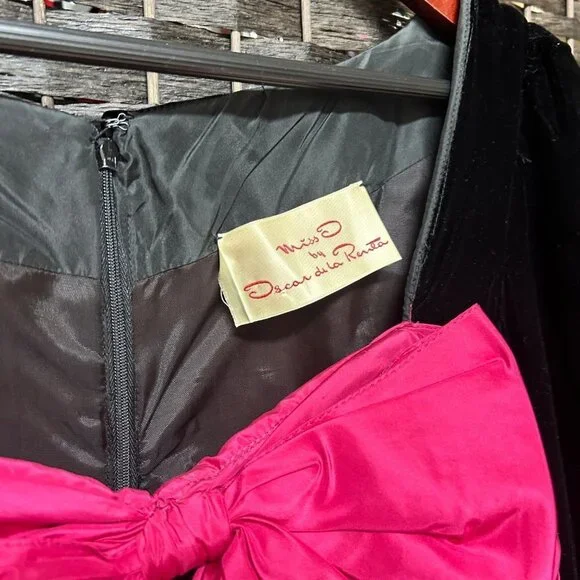 Miss O
by
Oscar de la Renta